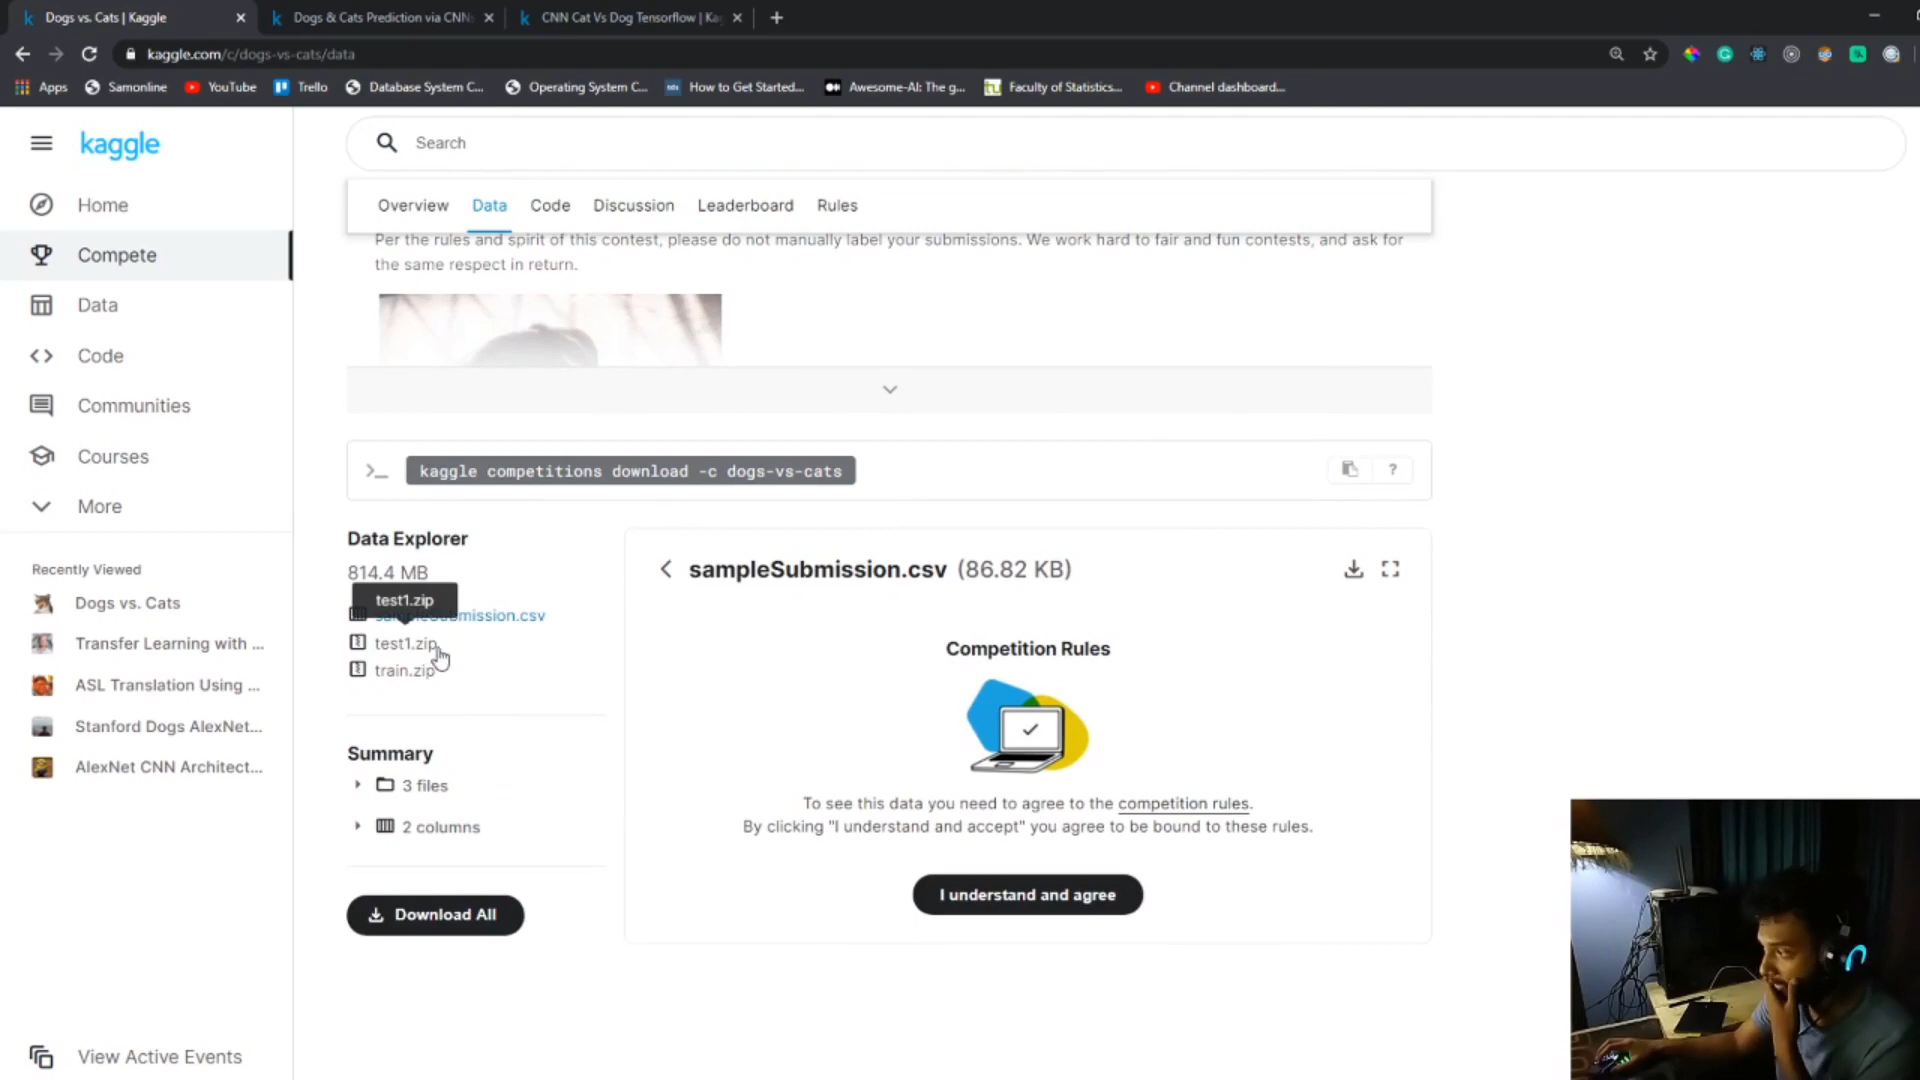 Dogs vs. Cats | Kaggle
Dogs & Cats Prediction via CNN
CNN Cat Vs Dog Tensorflow | Ka
kaggle.com/c/dogs-vs-cats/data
Apps
Samonline
YouTube
Trello
Database System C...
Operating System C...
How to Get Started...
Awesome-AI: The g...
Faculty of Statistics...
Channel dashboard...
kaggle
Search
Home
Compete
Data
Code
Communities
Courses
More
Recently Viewed
Dogs vs. Cats
Transfer Learning with ...
ASL Translation Using ...
Stanford Dogs AlexNet...
AlexNet CNN Architect...
View Active Events
Overview
Data
Code
Discussion
Leaderboard
Rules
Per the rules and spirit of this contest, please do not manually label your submissions. We work hard to fair and fun contests, and ask for
the same respect in return.
>_ kaggle competitions download -c dogs-vs-cats
?
Data Explorer
814.4 MB
test1.zip
sampleSubmission.csv
test1.zip
train.zip
Summary
3 files
2 columns
Download All
sampleSubmission.csv (86.82 KB)
Competition Rules
To see this data you need to agree to the competition rules.
By clicking "I understand and accept" you agree to be bound to these rules.
I understand and agree